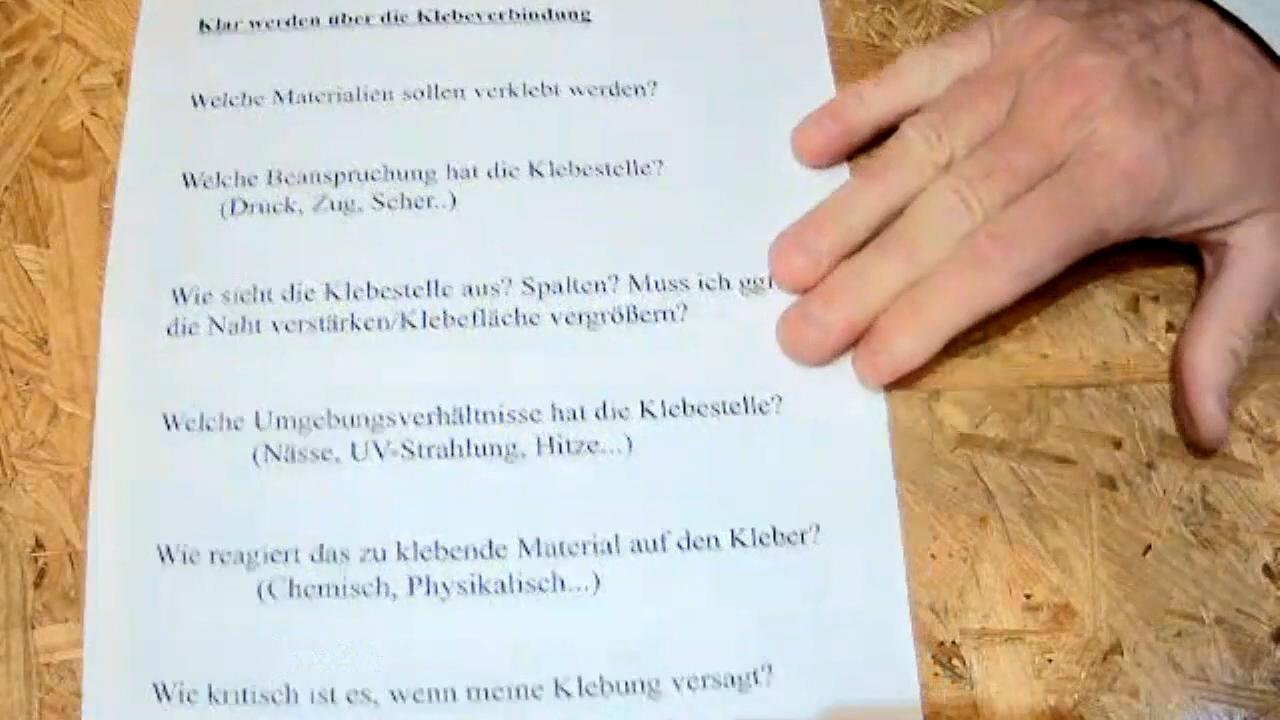 Klar werden über die Klebeverbindung
Welche Materialien sollen verklebt werden?
Welche Beanspruchung hat die Klebestelle?
(Druck, Zug, Scher..)
Wie sieht die Klebestelle aus? Spalten? Muss ich ggf
die Naht verstärken/Klebefläche vergrößern?
Welche Umgebungsverhältnisse hat die Klebestelle?
(Nässe, UV-Strahlung, Hitze...)
Wie reagiert das zu klebende Material auf den Kleber?
(Chemisch, Physikalisch...)
Wie kritisch ist es, wenn meine Klebung versagt?